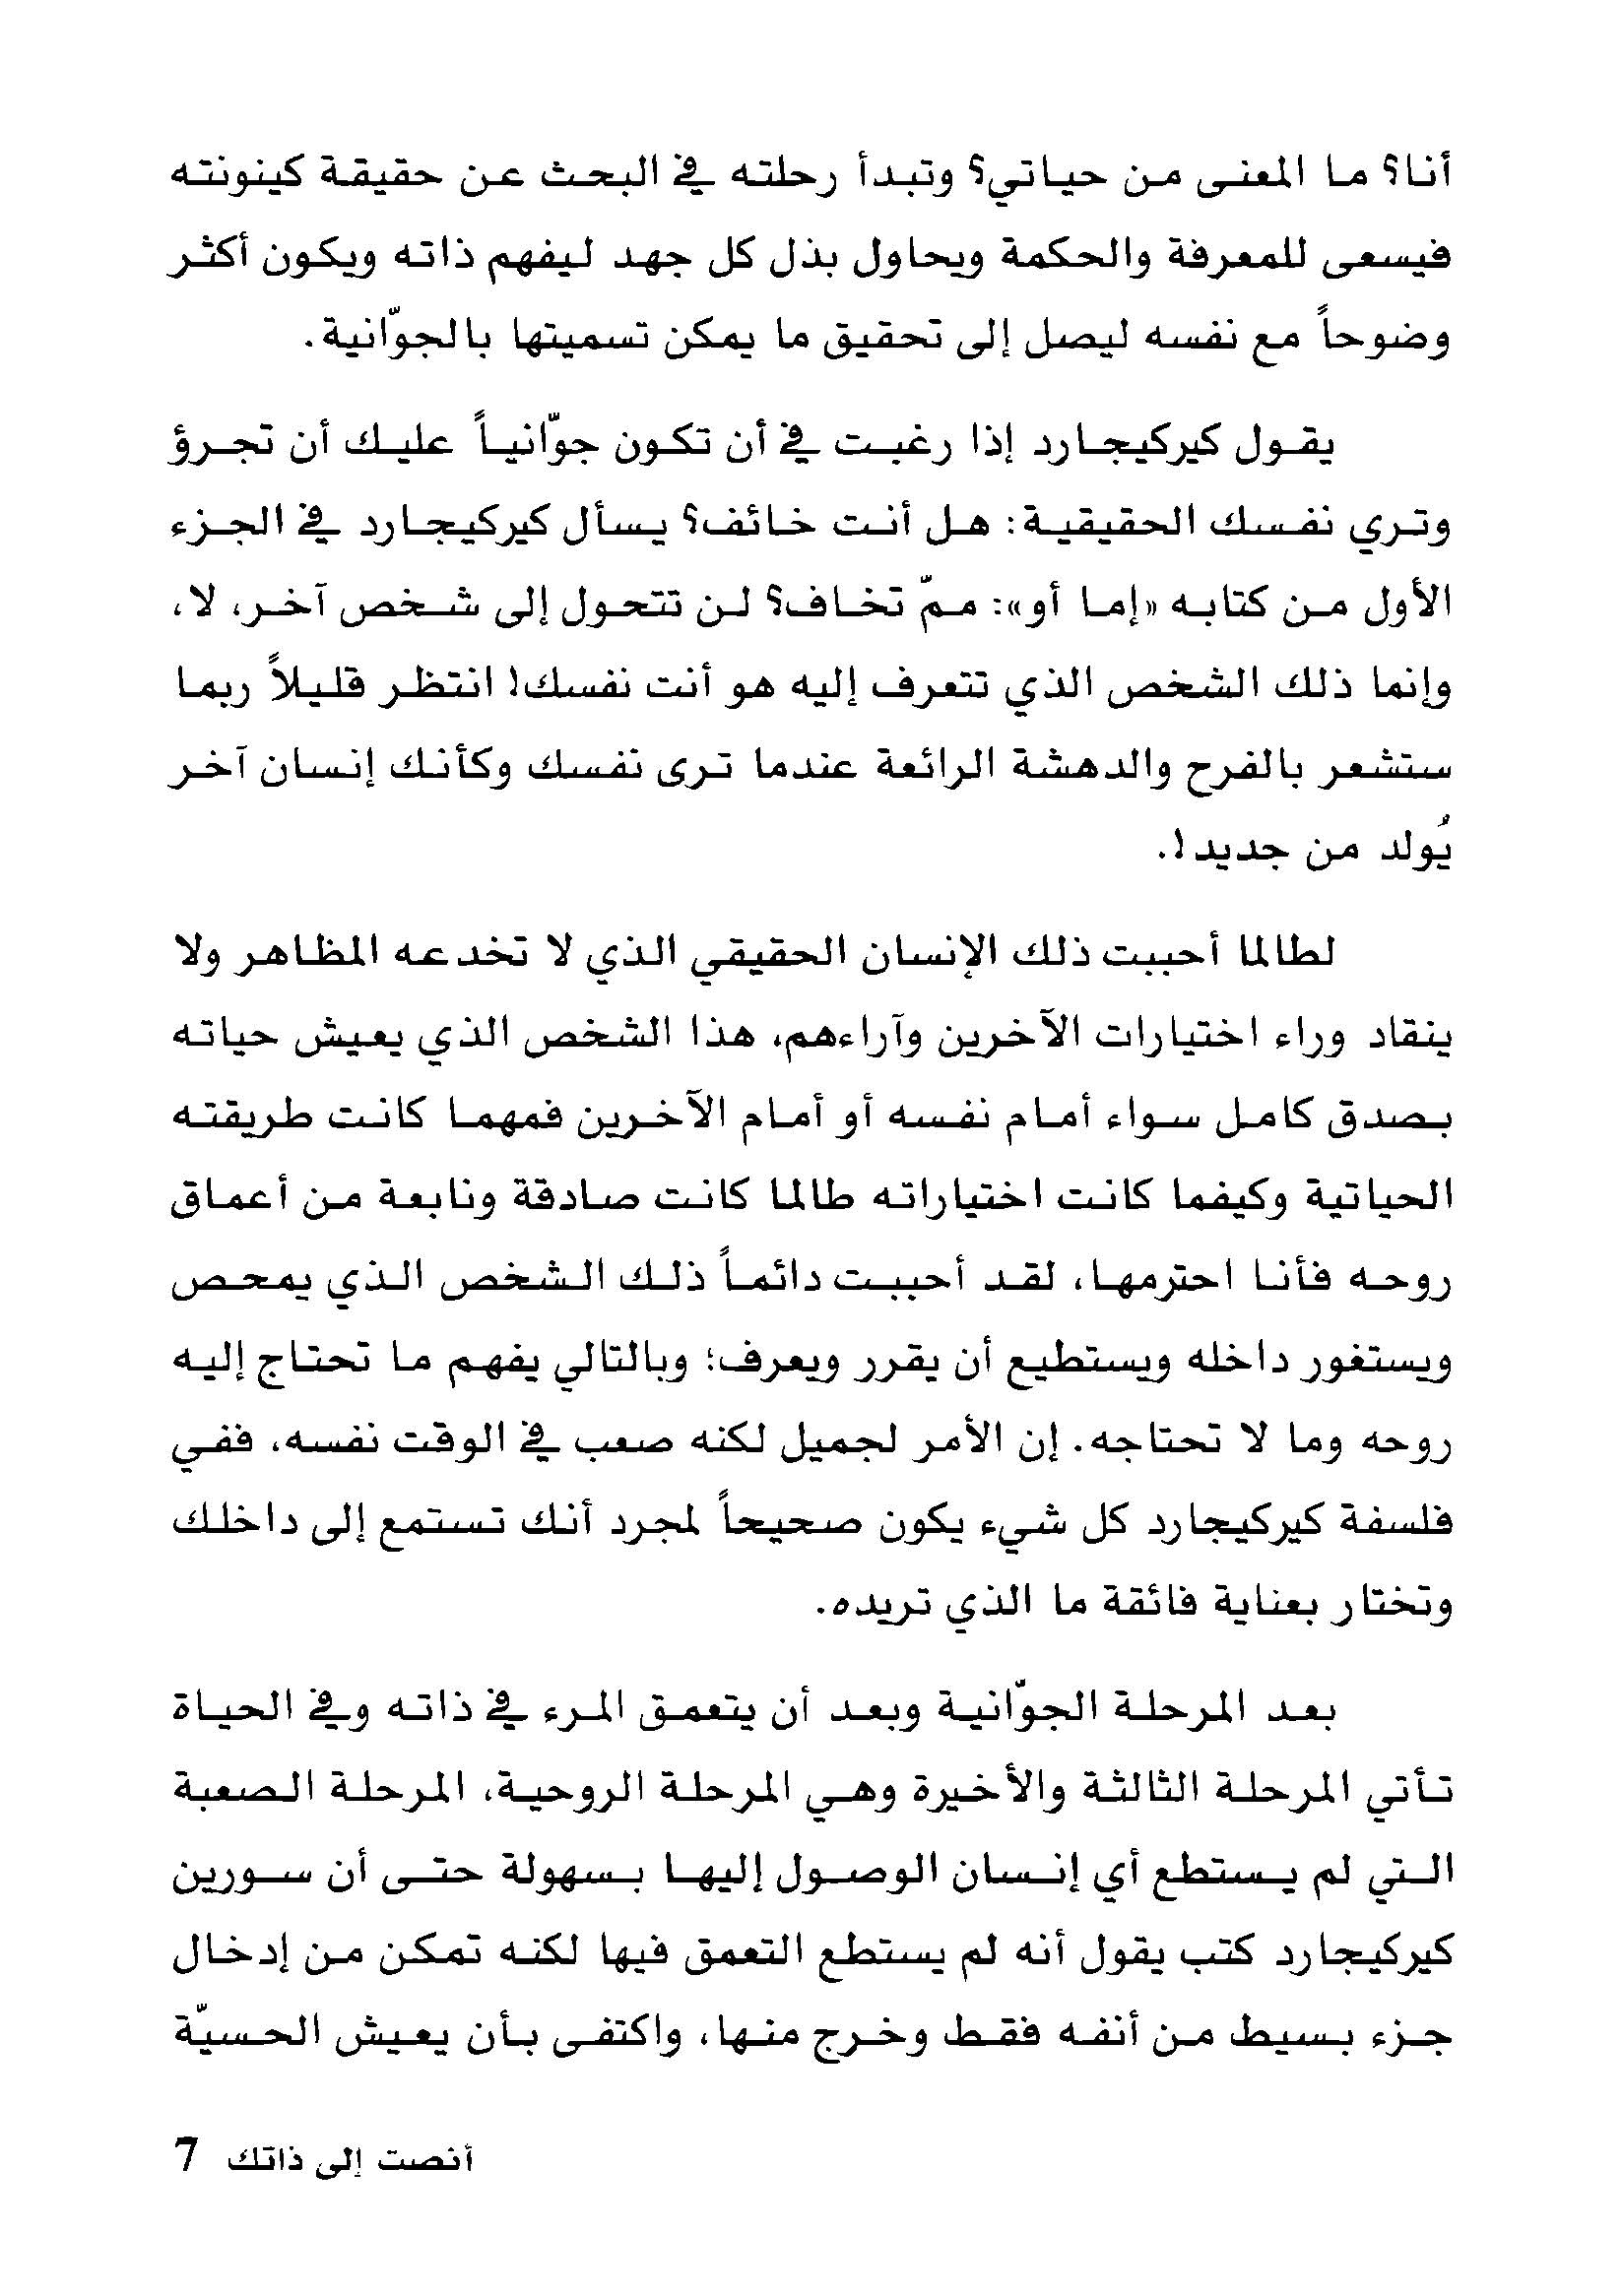 أنا؟ ما المعنى من حياتي؟ وتبدأ رحلته في البحث عن حقيقة كينونته
فيسعى للمعرفة والحكمة ويحاول بذل كل جهد ليفهم ذاته ويكون أكثر
وضوحاً مع نفسه ليصل إلى تحقيق ما يمكن تسميتها بالجوّانية.
يقول كيركيجارد إذا رغبت في أن تكون جوّانياً عليك أن تجرؤ
وتري نفسك الحقيقية: هل أنت خائف؟ يسأل كيركيجارد في الجزء
الأول من كتابه «إما أو»: ممّ تخاف؟ لن تتحول إلى شخص آخر، لا،
وإنما ذلك الشخص الذي تتعرف إليه هو أنت نفسك! انتظر قليلاً ربما
ستشعر بالفرح والدهشة الرائعة عندما ترى نفسك وكأنك إنسان آخر
يُولد من جديد!.
لطالما أحببت ذلك الإنسان الحقيقي الذي لا تخدعه المظاهر ولا
ينقاد وراء اختيارات الآخرين وآراءهم، هذا الشخص الذي يعيش حياته
بصدق كامل سواء أمام نفسه أو أمام الآخرين فمهما كانت طريقته
الحياتية وكيفما كانت اختياراته طالما كانت صادقة ونابعة من أعماق
روحه فأنا احترمها، لقد أحببت دائماً ذلك الشخص الذي يمحص
ويستغور داخله ويستطيع أن يقرر ويعرف؛ وبالتالي يفهم ما تحتاج إليه
روحه وما لا تحتاجه. إن الأمر لجميل لكنه صعب في الوقت نفسه، ففي
فلسفة كيركيجارد كل شيء يكون صحيحاً لمجرد أنك تستمع إلى داخلك
وتختار بعناية فائقة ما الذي تريده.
بعد المرحلة الجوّانية وبعد أن يتعمق المرء في ذاته وفي الحياة
تأتي المرحلة الثالثة والأخيرة وهي المرحلة الروحية، المرحلة الصعبة
التي لم يستطع أي إنسان الوصول إليها بسهولة حتى أن سورين
كيركيجارد كتب يقول أنه لم يستطع التعمق فيها لكنه تمكن من إدخال
جزء بسيط من أنفه فقط وخرج منها، واكتفى بأن يعيش الحسيّة
أنصت إلى ذاتك 7